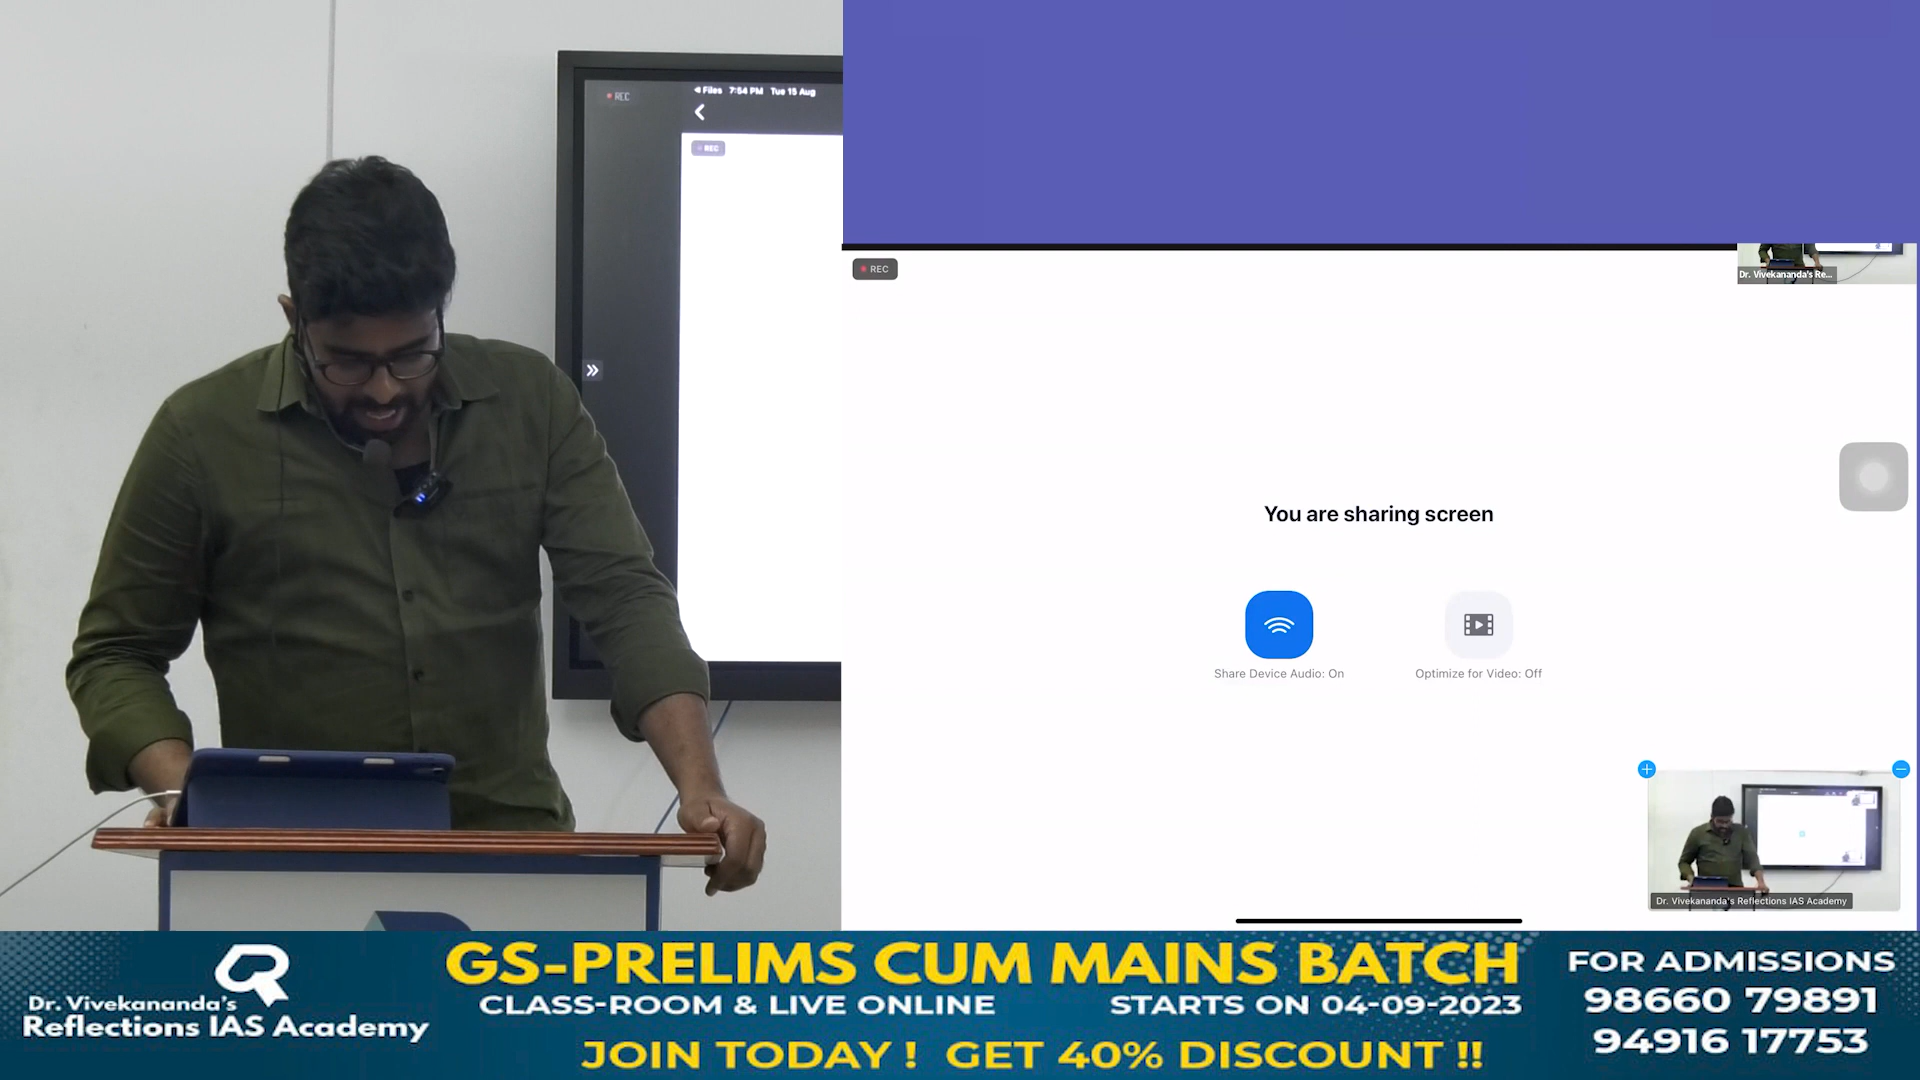 REC
Files 7:54 PM Tue 15 Aug
REC
REC
Dr. Vivekananda's Re...
You are sharing screen
Share Device Audio: On
Optimize for Video: Off
Dr. Vivekananda's Reflections IAS Academy
Dr. Vivekananda's
Reflections IAS Academy
GS-PRELIMS CUM MAINS BATCH
CLASS-ROOM & LIVE ONLINE STARTS ON 04-09-2023
JOIN TODAY ! GET 40% DISCOUNT !!
FOR ADMISSIONS
98660 79891
94916 17753